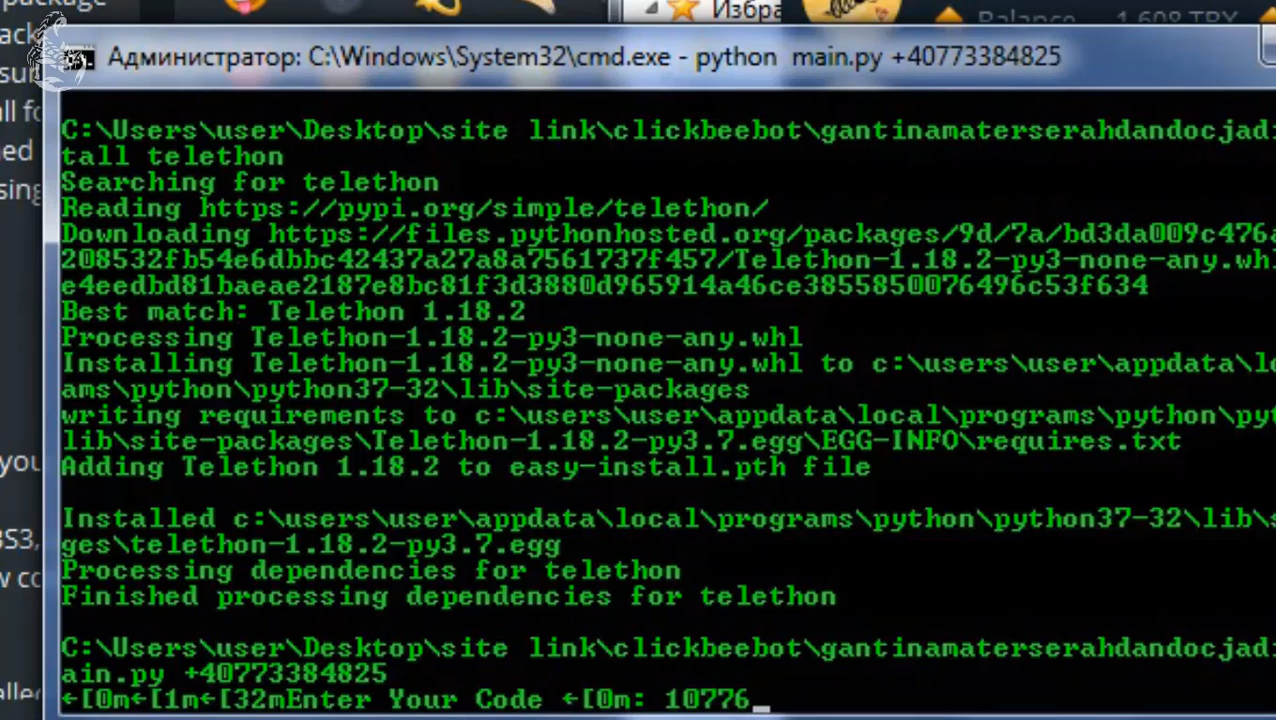 Избра
Balance 1.608 TRX
Администратор: C:\Windows\System32\cmd.exe - python main.py +40773384825
C:\Users\user\Desktop\site link\clickbeebot\gantinamaterserahdandocjadi
tall telethon
Searching for telethon
Reading https://pypi.org/simple/telethon/
Downloading https://files.pythonhosted.org/packages/9d/7a/bd3da009c476a
208532fb54e6dbbc42437a27a8a7561737f457/Telethon-1.18.2-py3-none-any.whl
e4eedbd81baeae2187e8bc81f3d3880d965914a46ce3855850076496c53f634
Best match: Telethon 1.18.2
Processing Telethon-1.18.2-py3-none-any.whl
Installing Telethon-1.18.2-py3-none-any.whl to c:\users\user\appdata\lo
ams\python\python37-32\lib\site-packages
writing requirements to c:\users\user\appdata\local\programs\python\pyt
lib\site-packages\Telethon-1.18.2-py3.7.egg\EGG-INFO\requires.txt
Adding Telethon 1.18.2 to easy-install.pth file
Installed c:\users\user\appdata\local\programs\python\python37-32\lib\s
ges\telethon-1.18.2-py3.7.egg
Processing dependencies for telethon
Finished processing dependencies for telethon
C:\Users\user\Desktop\site link\clickbeebot\gantinamaterserahdandocjadi
ain.py +40773384825
←[0m←[1m←[32mEnter Your Code ←[0m: 10776